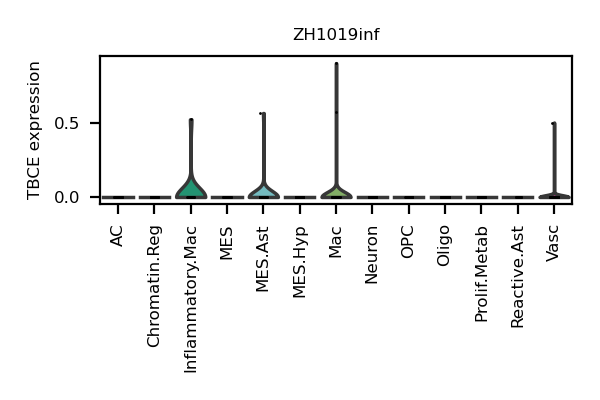 ZH1019inf
TBCE expression
0.5
0.0
AC
Chromatin.Reg
Inflammatory.Mac
MES
MES.Ast
MES.Hyp
Mac
Neuron
OPC
Oligo
Prolif.Metab
Reactive.Ast
Vasc